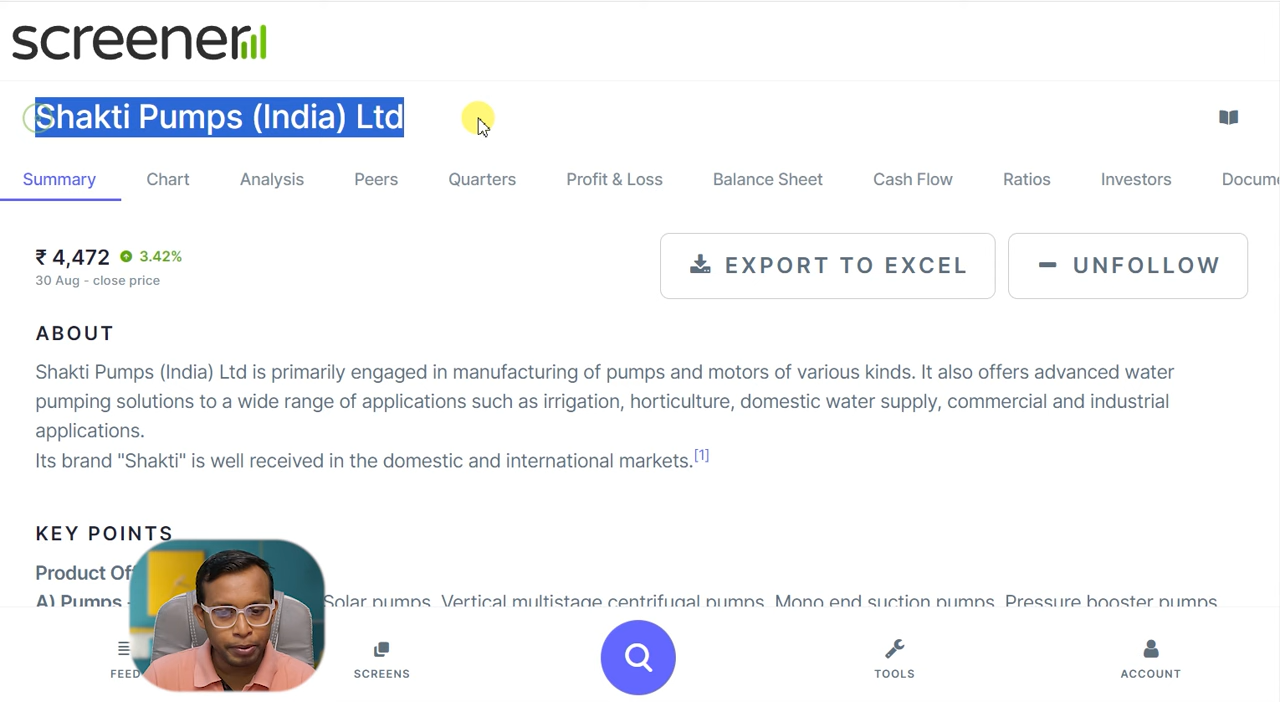 screener
Shakti Pumps (India) Ltd
Summary Chart Analysis Peers Quarters Profit & Loss Balance Sheet Cash Flow Ratios Investors
₹ 4,472 3.42%
30 Aug - close price
EXPORT TO EXCEL
UNFOLLOW
ABOUT
Shakti Pumps (India) Ltd is primarily engaged in manufacturing of pumps and motors of various kinds. It also offers advanced water
pumping solutions to a wide range of applications such as irrigation, horticulture, domestic water supply, commercial and industrial
applications.
Its brand "Shakti" is well received in the domestic and international markets.[1]
KEY POINTS
Product
A) Pumps - Solar pumps, Vertical multistage centrifugal pumps, Mono end suction pumps, Pressure booster pumps,
FEED
SCREENS
TOOLS
ACCOUNT